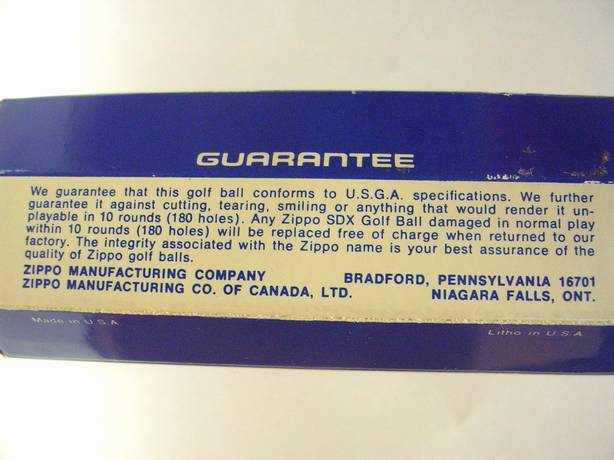 GUARANTEE
We guarantee that this golf ball conforms to U.S.G.A. specifications. We further
guarantee it against cutting, tearing, smiling or anything that would render it un-
playable in 10 rounds (180 holes). Any Zippo SDX Golf Ball damaged in normal play
within 10 rounds (180 holes) will be replaced free of charge when returned to our
factory. The integrity associated with the Zippo name is your best assurance of the
quality of Zippo golf balls.
ZIPPO MANUFACTURING COMPANY BRADFORD, PENNSYLVANIA 16701
ZIPPO MANUFACTURING CO. OF CANADA, LTD. NIAGARA FALLS, ONT.
Made in U.S.A. Litho in U.S.A.